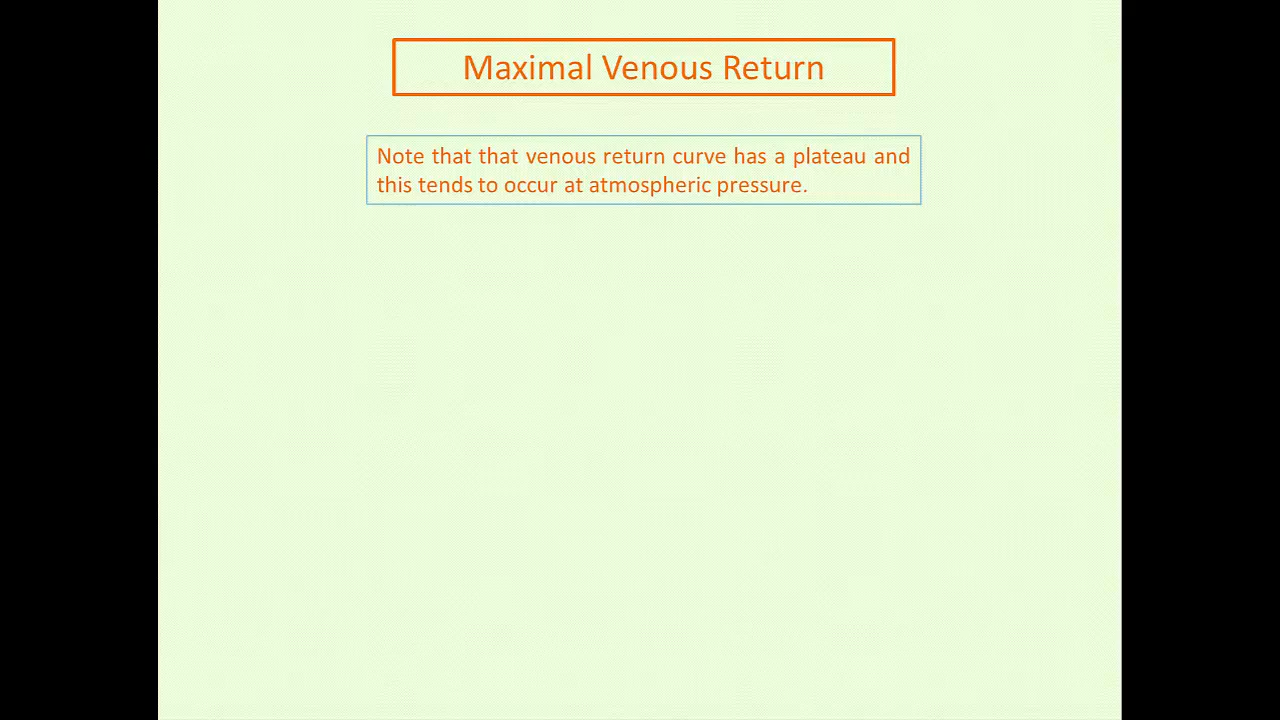 Maximal Venous Return
Note that that venous return curve has a plateau and
this tends to occur at atmospheric pressure.